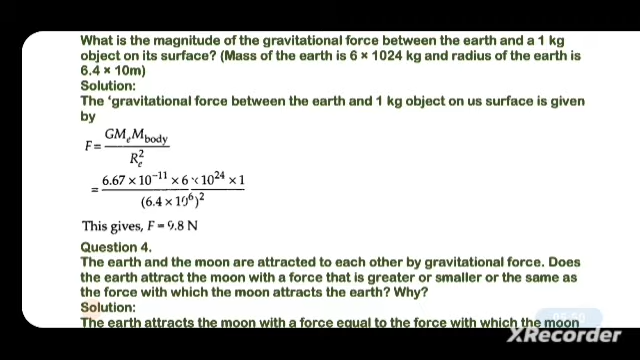 What is the magnitude of the gravitational force between the earth and a 1 kg
object on its surface? (Mass of the earth is 6 × 1024 kg and radius of the earth is
6.4 × 10m)
Solution:
The ‘gravitational force between the earth and 1 kg object on us surface is given
by
F = GMₑM_body / Rₑ²
= 6.67 × 10⁻¹¹ × 6 × 10²⁴ × 1 / (6.4 × 10⁶)²
This gives, F = 9.8 N
Question 4.
The earth and the moon are attracted to each other by gravitational force. Does
the earth attract the moon with a force that is greater or smaller or the same as
the force with which the moon attracts the earth? Why?
Solution:
The earth attracts the moon with a force equal to the force with which the moon
XRecorder